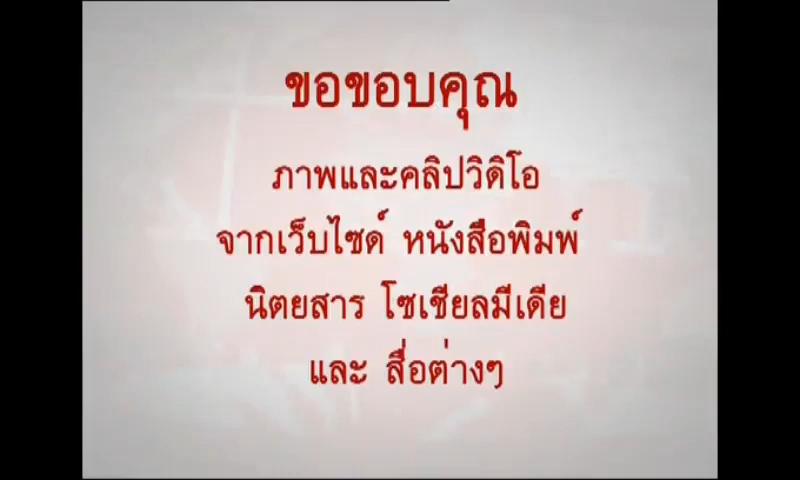 ขอขอบคุณ
ภาพและคลิปวิดิโอ
จากเว็บไซด์ หนังสือพิมพ์
นิตยสาร โซเชียลมีเดีย
และ สื่อต่างๆ